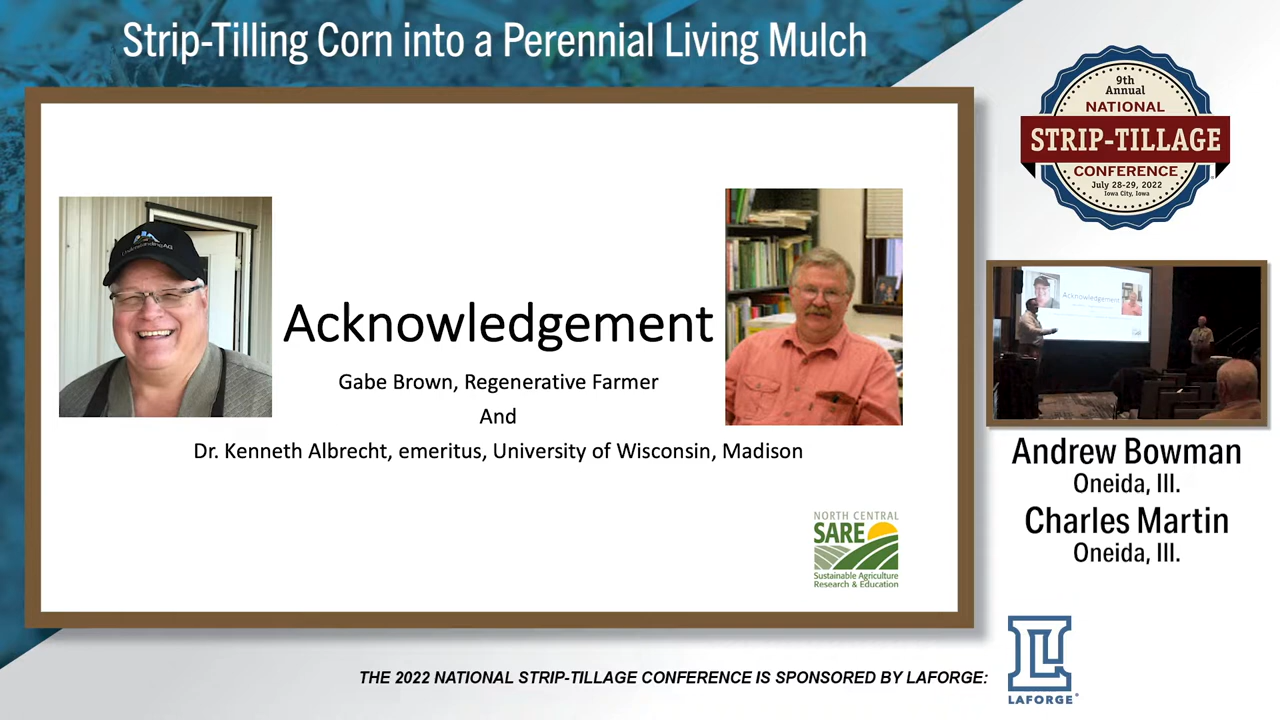 Strip-Tilling Corn into a Perennial Living Mulch
9th
Annual
NATIONAL
STRIP-TILLAGE
CONFERENCE
July 28-29, 2022
Iowa City, Iowa
UnderstandingAG
Acknowledgement
Gabe Brown, Regenerative Farmer
And
Dr. Kenneth Albrecht, emeritus, University of Wisconsin, Madison
NORTH CENTRAL
SARE
Sustainable Agriculture
Research & Education
Acknowledgement
Andrew Bowman
Oneida, Ill.
Charles Martin
Oneida, Ill.
THE 2022 NATIONAL STRIP-TILLAGE CONFERENCE IS SPONSORED BY LAFORGE:
LAFORGE®